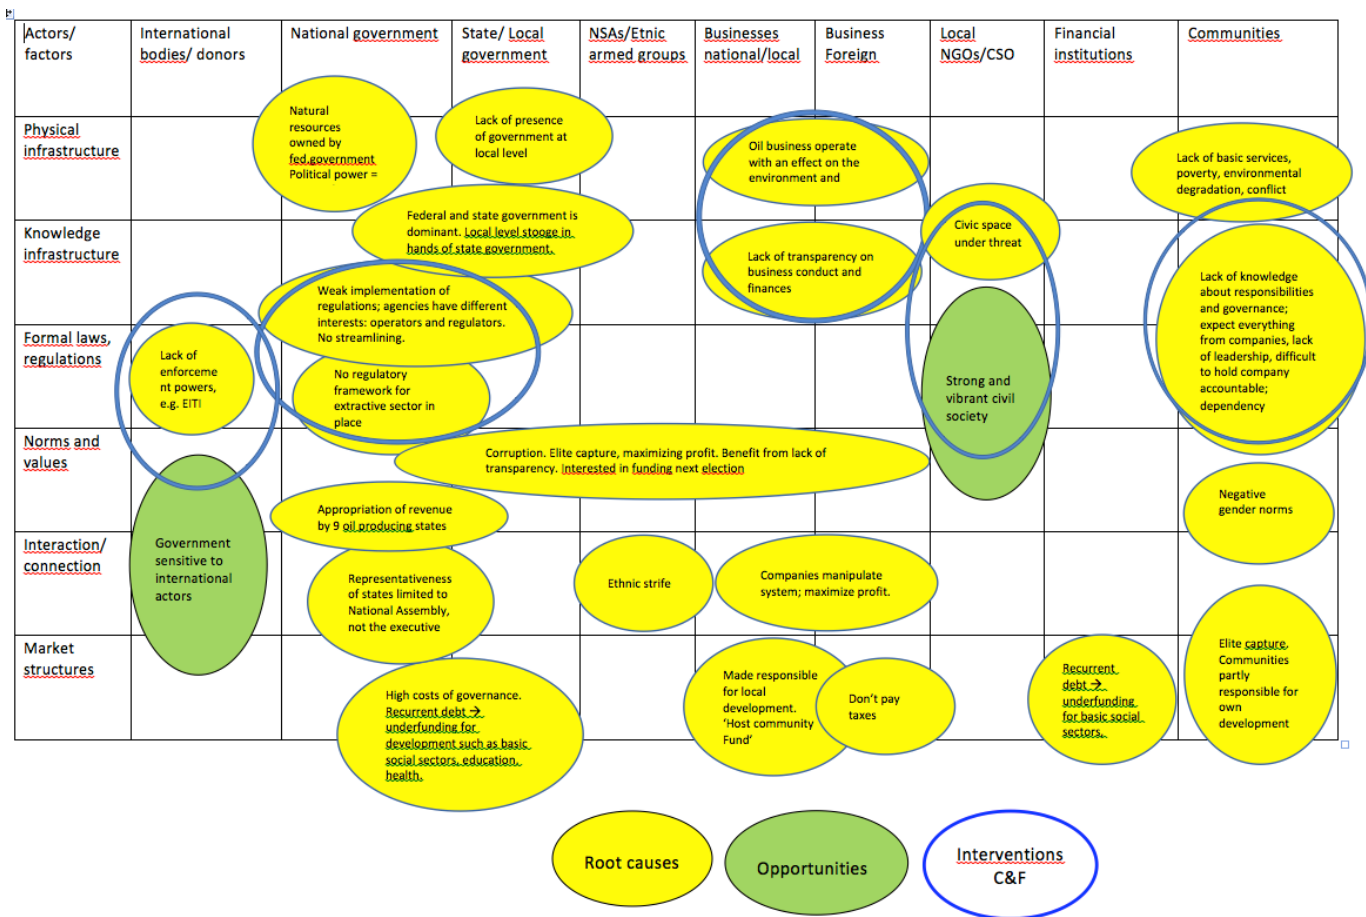 Actors/
factors
International
bodies/ donors
National government
State/ Local
government
NSAs/Etnic
armed groups
Businesses
national/local
Business
Foreign
Local
NGOs/CSO
Financial
institutions
Communities
Physical
infrastructure
Natural
resources
owned by
fed.government
Political power =
Lack of presence
of government at
local level
Oil business operate
with an effect on the
environment and
Lack of basic services,
poverty, environmental
degradation, conflict
Knowledge
infrastructure
Federal and state government is
dominant. Local level stooge in
hands of state government.
Lack of transparency on
business conduct and
finances
Civic space
under threat
Lack of knowledge
about responsibilities
and governance;
expect everything
from companies, lack
of leadership, difficult
to hold company
accountable;
dependency
Weak implementation of
regulations; agencies have different
interests: operators and regulators.
No streamlining.
Formal laws,
regulations
Lack of
enforceme
nt powers,
e.g. EITI
No regulatory
framework for
extractive sector in
place
Strong and
vibrant civil
society
Norms and
values
Corruption. Elite capture, maximizing profit. Benefit from lack of
transparency. Interested in funding next election
Appropriation of revenue
by 9 oil producing states
Negative
gender norms
Interaction/
connection
Government
sensitive to
international
actors
Representativeness
of states limited to
National Assembly,
not the executive
Ethnic strife
Companies manipulate
system; maximize profit.
Market
structures
High costs of governance.
Recurrent debt →
underfunding for
development such as basic
social sectors, education,
health.
Made responsible
for local
development.
‘Host community
Fund’
Don’t pay
taxes
Recurrent
debt →
underfunding
for basic social
sectors.
Elite capture.
Communities
partly
responsible for
own
development
Root causes
Opportunities
Interventions
C&F